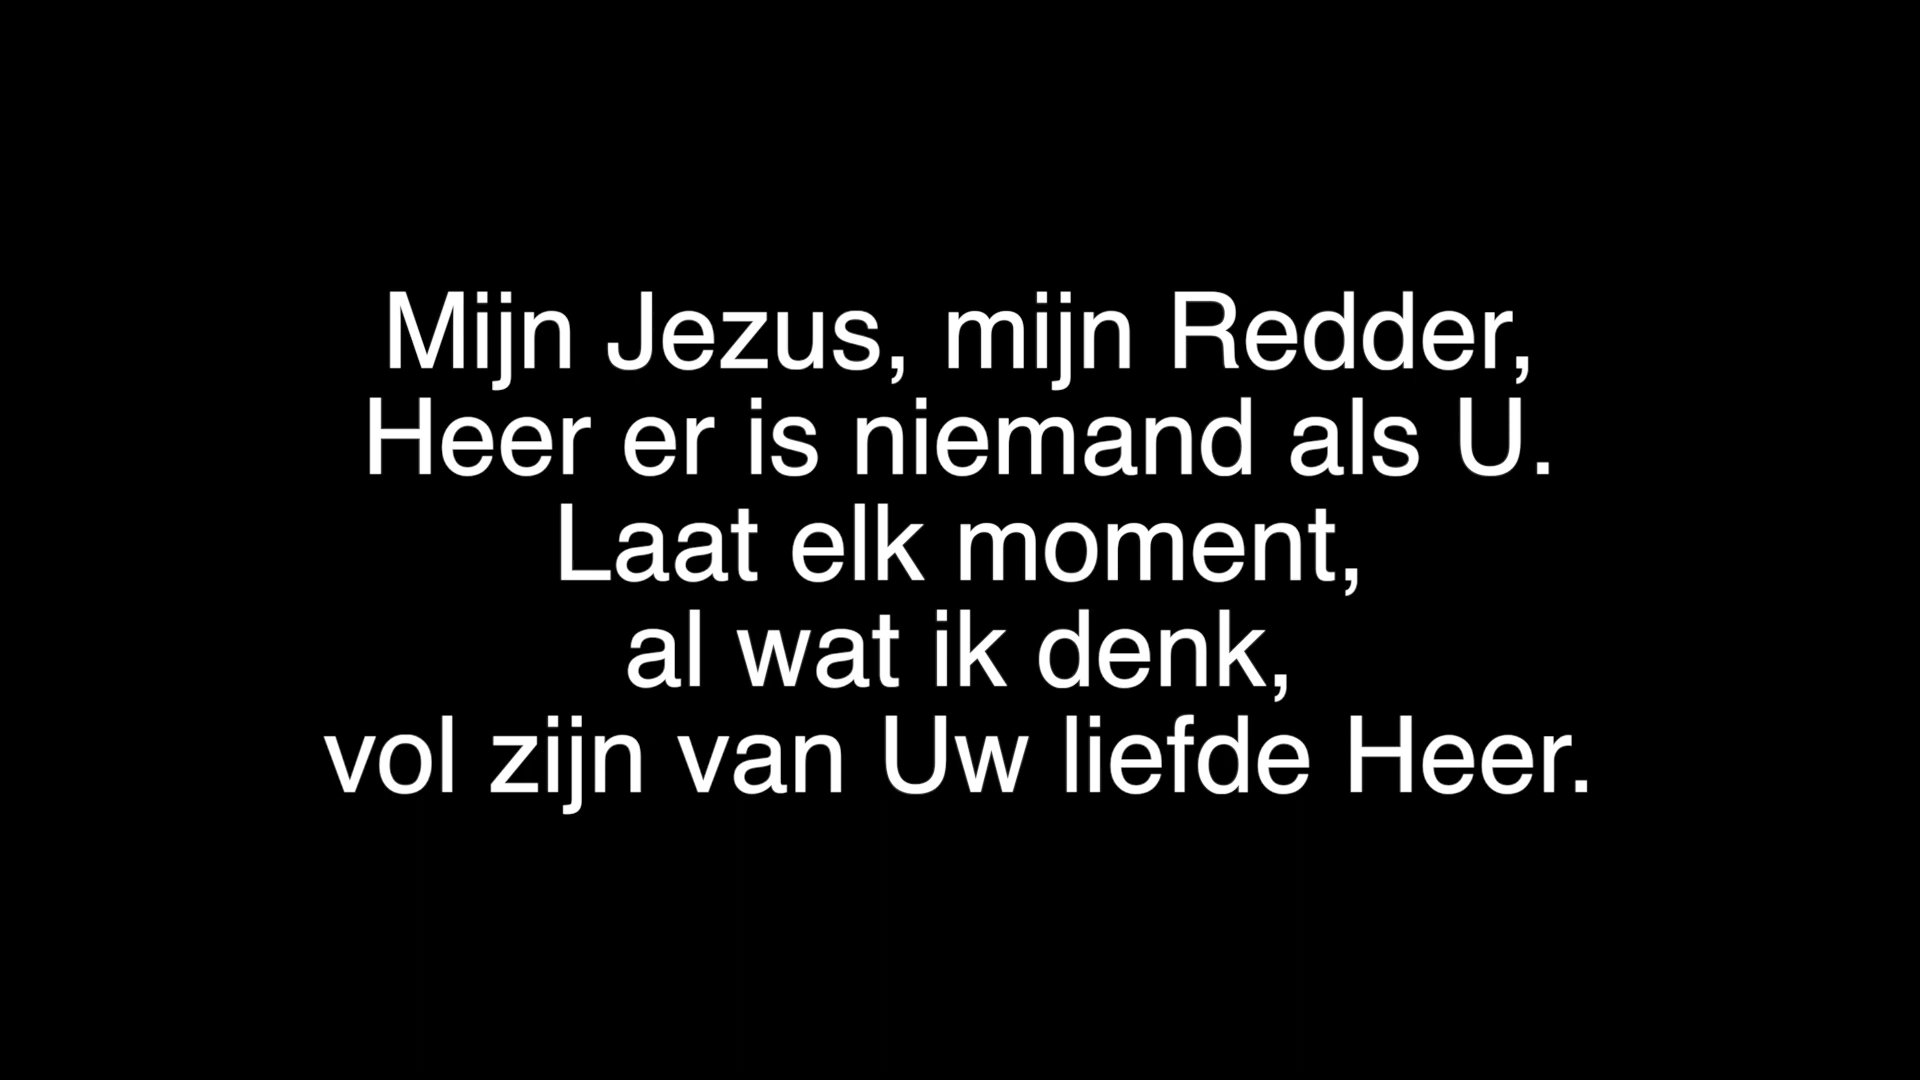 Mijn Jezus, mijn Redder,
Heer er is niemand als U.
Laat elk moment,
al wat ik denk,
vol zijn van Uw liefde Heer.